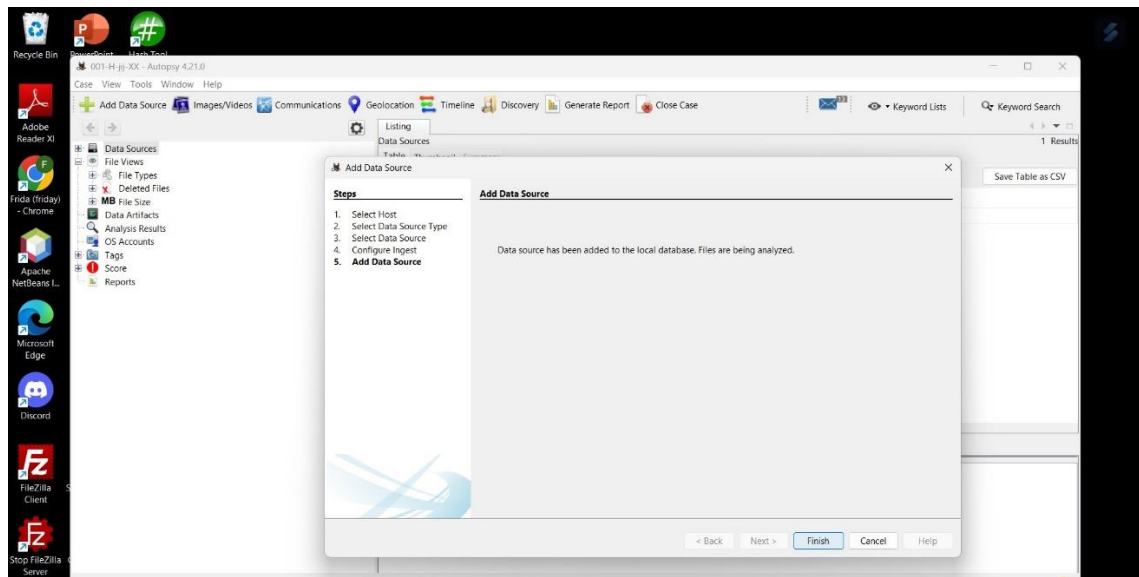 Recycle Bin
PowerPoint
Hash Tool
Adobe
Reader XI
Frida (friday)
- Chrome
Apache
NetBeans I...
Microsoft
Edge
Discord
FileZilla
Client
Stop FileZilla
Server
001-H-jij-XX - Autopsy 4.21.0
Case View Tools Window Help
Add Data Source Images/Videos Communications Geolocation Timeline Discovery Generate Report Close Case Keyword Lists Keyword Search
Listing
Data Sources
1 Results
Table Thumbnail Summary
Save Table as CSV
Data Sources
File Views
File Types
Deleted Files
MB File Size
Data Artifacts
Analysis Results
OS Accounts
Tags
Score
Reports
Add Data Source
Steps
1. Select Host
2. Select Data Source Type
3. Select Data Source
4. Configure Ingest
5. Add Data Source
Add Data Source
Data source has been added to the local database. Files are being analyzed.
< Back Next > Finish Cancel Help